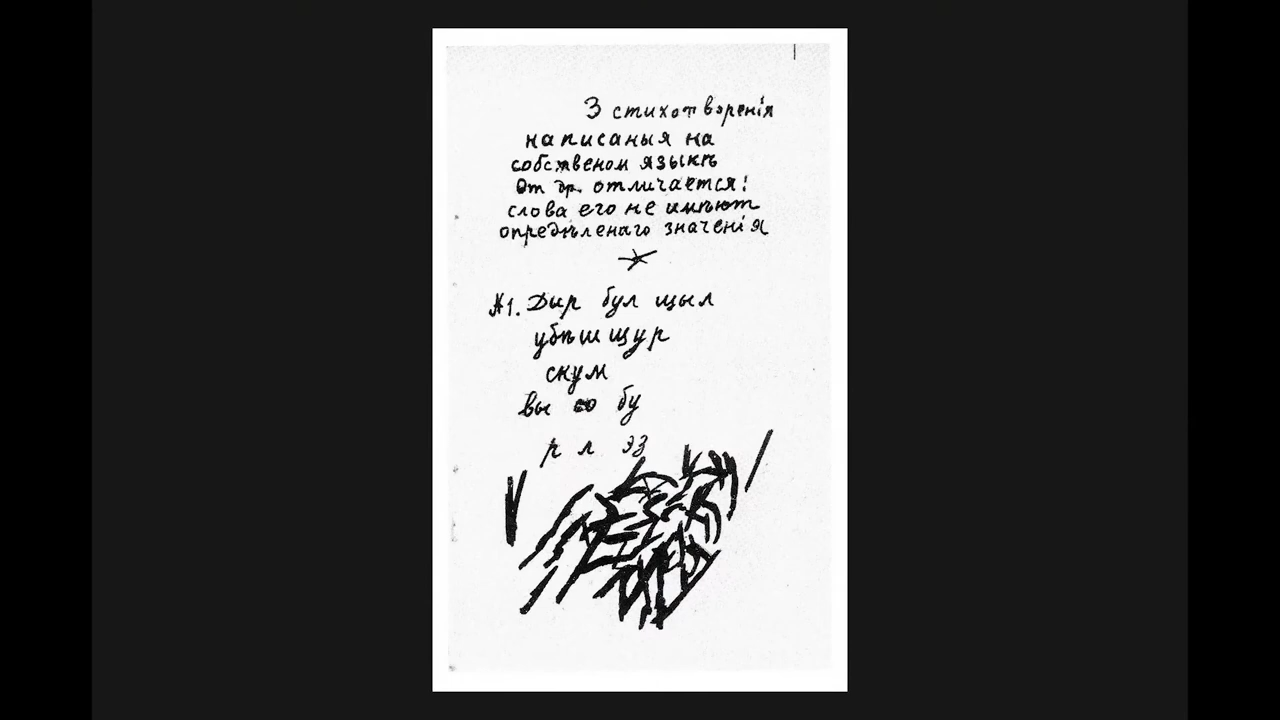 3 стихотворенія
написаныя на
собственом языкѣ
От др. отличается:
слова его не имѣют
опредѣленаго значенія
№1. Дыр бул щыл
убѣшщур
скум
вы со бу
р л эз